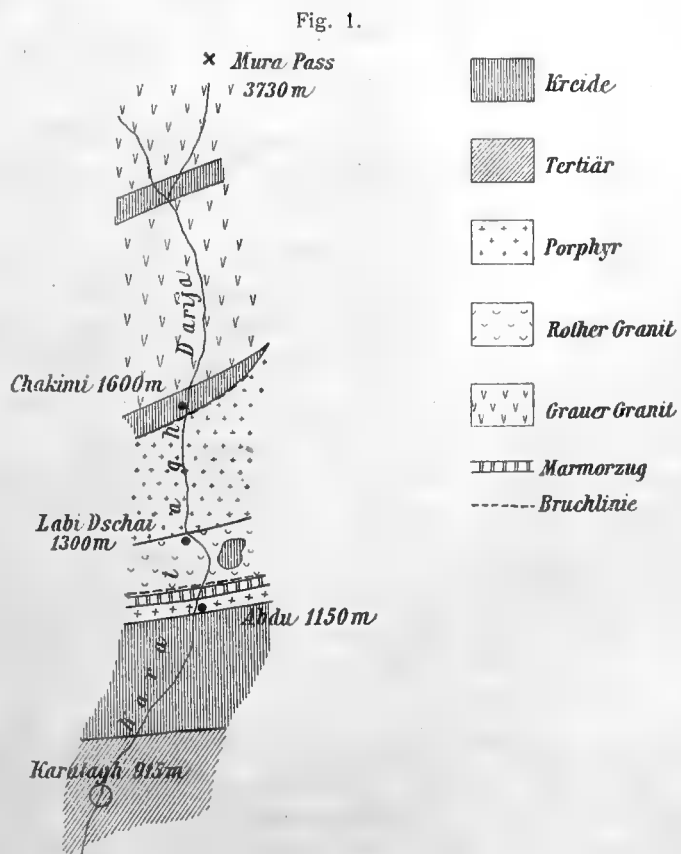 Fig. 1.
Mura Pass
3730 m
Kreide
Tertiär
Porphyr
Rother Granit
Grauer Granit
Marmorzug
Bruchlinie
Chakimi 1600 m
Labi Dschai
1300 m
Abdu 1150 m
Karatagh 915 m
Karatagh Darija